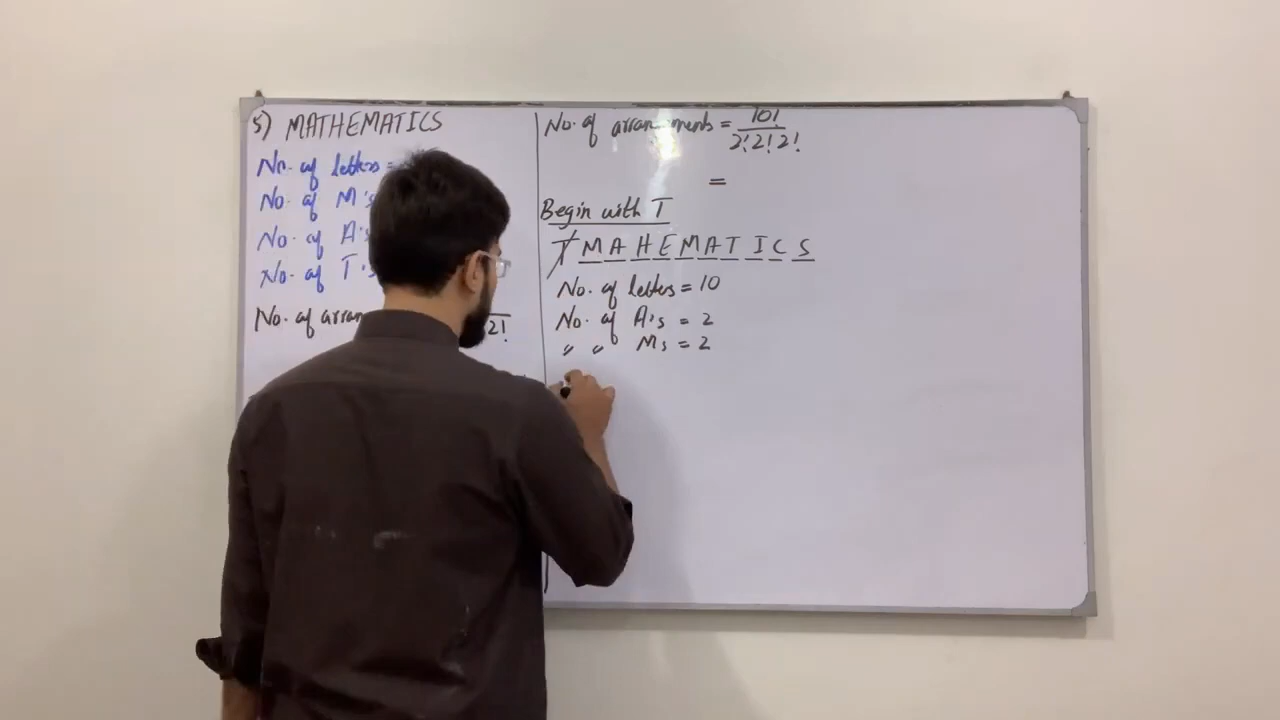 5) MATHEMATICS
No. of letters =
No. of M's
No. of A's
No. of T's
No. of arran
2!
No. of arrangements = 10! / 2! 2! 2!
=
Begin with T
T M A H E M A T I C S
No. of letters = 10
No. of A's = 2
" " Ms = 2